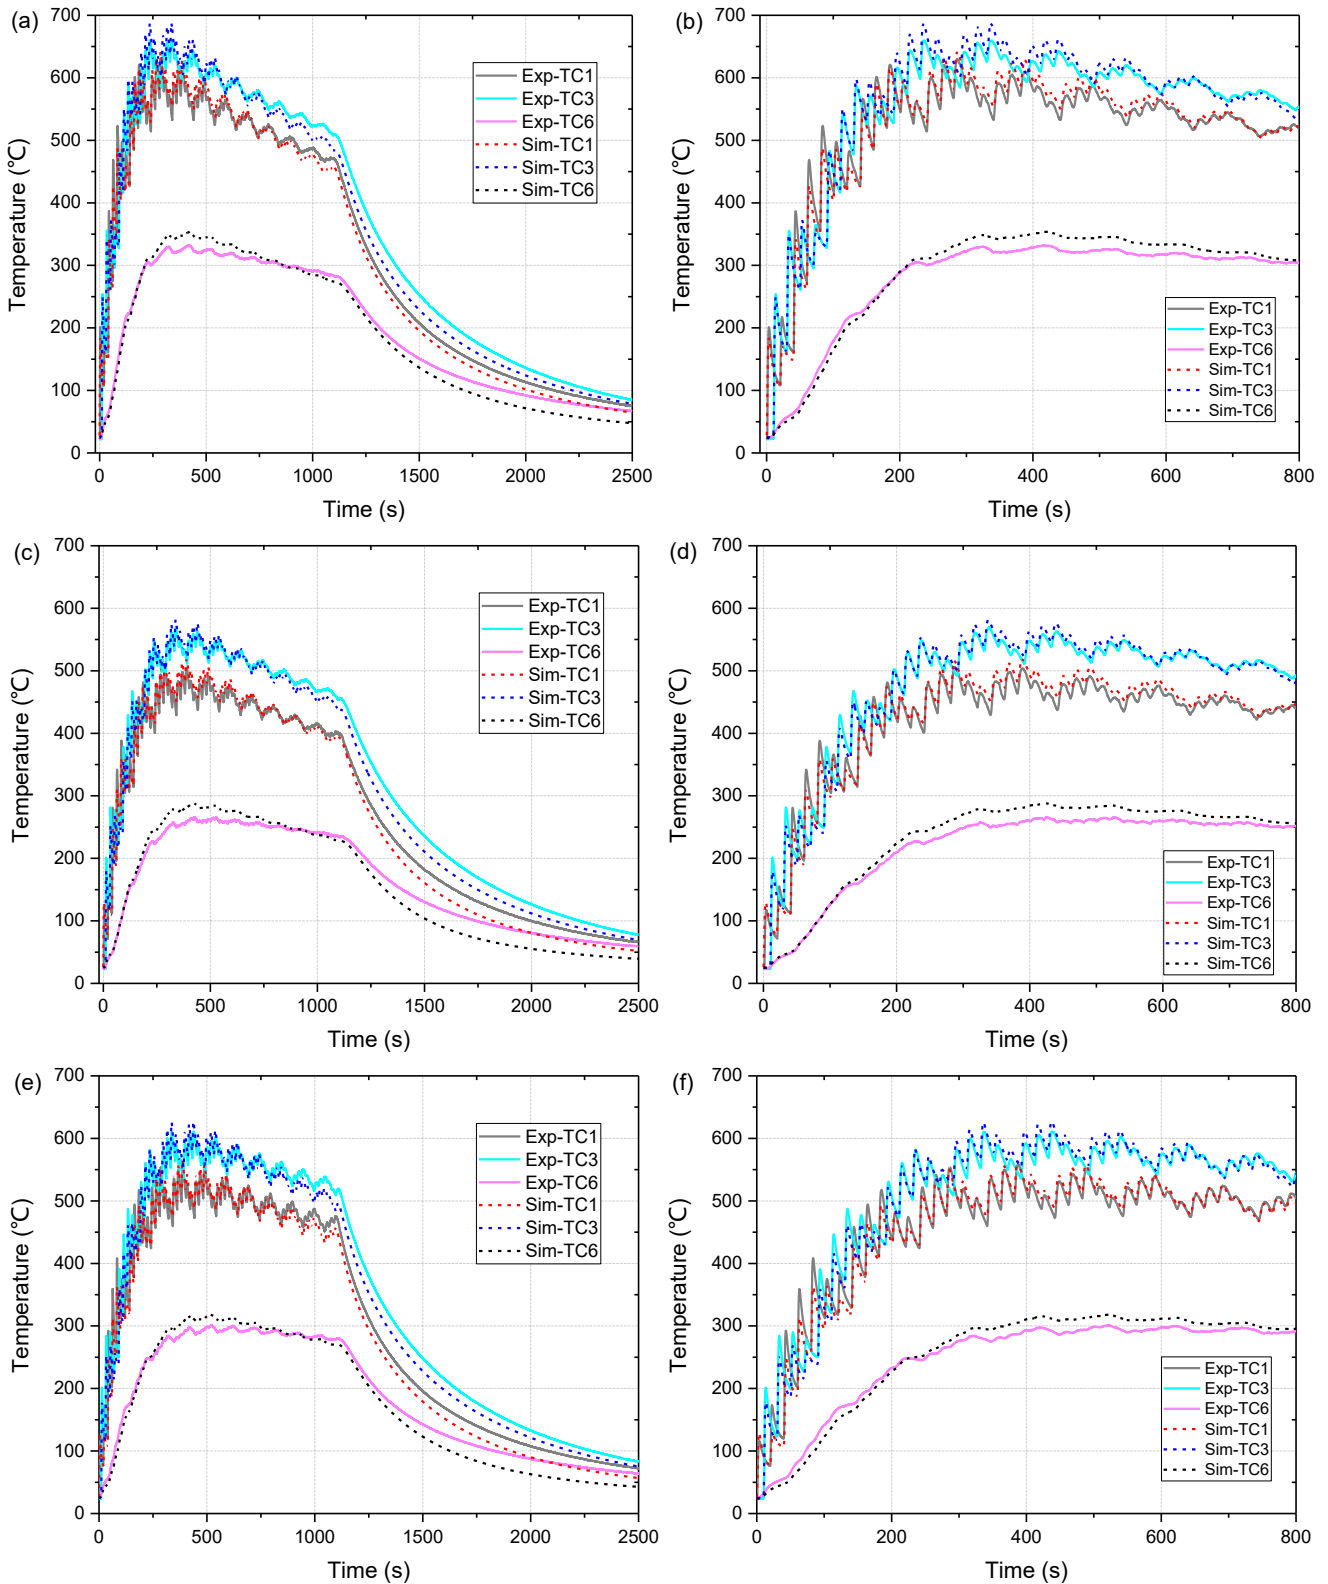 (a)
700
600
500
400
300
200
100
0
Temperature (℃)
0
500
1000
1500
2000
2500
Time (s)
Exp-TC1
Exp-TC3
Exp-TC6
Sim-TC1
Sim-TC3
Sim-TC6
(b)
700
600
500
400
300
200
100
0
Temperature (℃)
0
200
400
600
800
Time (s)
Exp-TC1
Exp-TC3
Exp-TC6
Sim-TC1
Sim-TC3
Sim-TC6
(c)
700
600
500
400
300
200
100
0
Temperature (℃)
0
500
1000
1500
2000
2500
Time (s)
Exp-TC1
Exp-TC3
Exp-TC6
Sim-TC1
Sim-TC3
Sim-TC6
(d)
700
600
500
400
300
200
100
0
Temperature (℃)
0
200
400
600
800
Time (s)
Exp-TC1
Exp-TC3
Exp-TC6
Sim-TC1
Sim-TC3
Sim-TC6
(e)
700
600
500
400
300
200
100
0
Temperature (℃)
0
500
1000
1500
2000
2500
Time (s)
Exp-TC1
Exp-TC3
Exp-TC6
Sim-TC1
Sim-TC3
Sim-TC6
(f)
700
600
500
400
300
200
100
0
Temperature (℃)
0
200
400
600
800
Time (s)
Exp-TC1
Exp-TC3
Exp-TC6
Sim-TC1
Sim-TC3
Sim-TC6